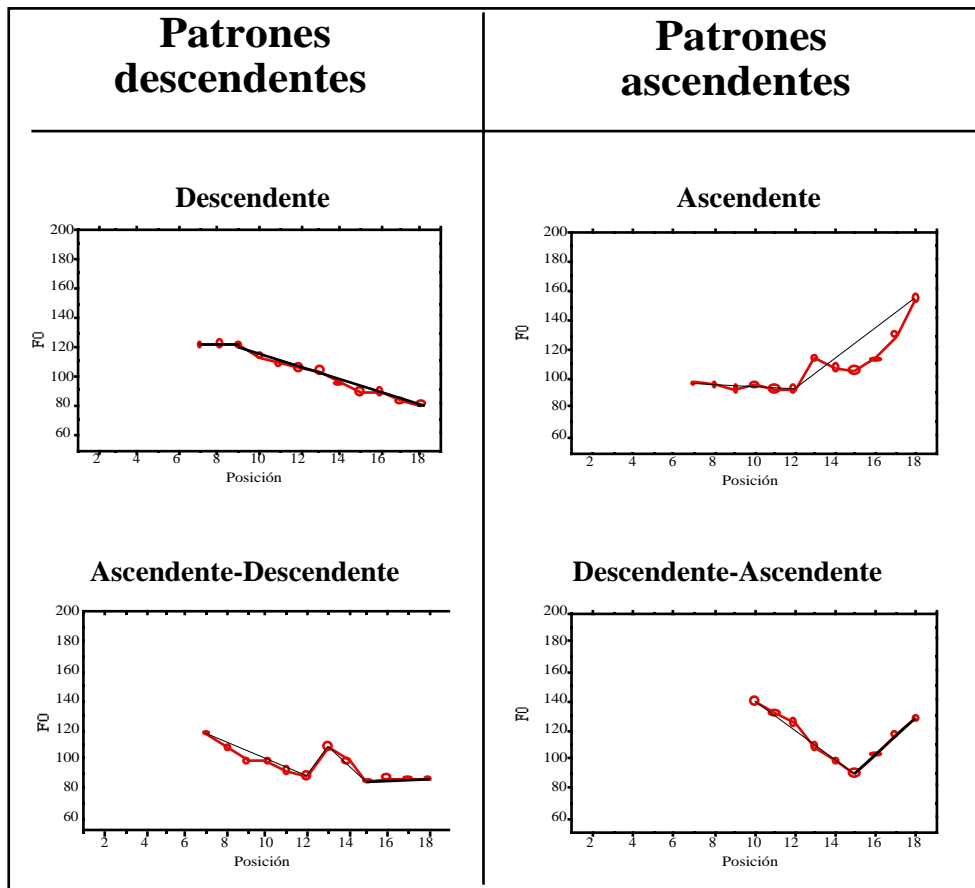 Patrones
descendentes
Patrones
ascendentes
Descendente
200
180
160
140
120
100
80
60
F0
2 4 6 8 10 12 14 16 18
Posición
Ascendente
200
180
160
140
120
100
80
60
F0
2 4 6 8 10 12 14 16 18
Posición
Ascendente-Descendente
200
180
160
140
120
100
80
60
F0
2 4 6 8 10 12 14 16 18
Posición
Descendente-Ascendente
200
180
160
140
120
100
80
60
F0
2 4 6 8 10 12 14 16 18
Posición